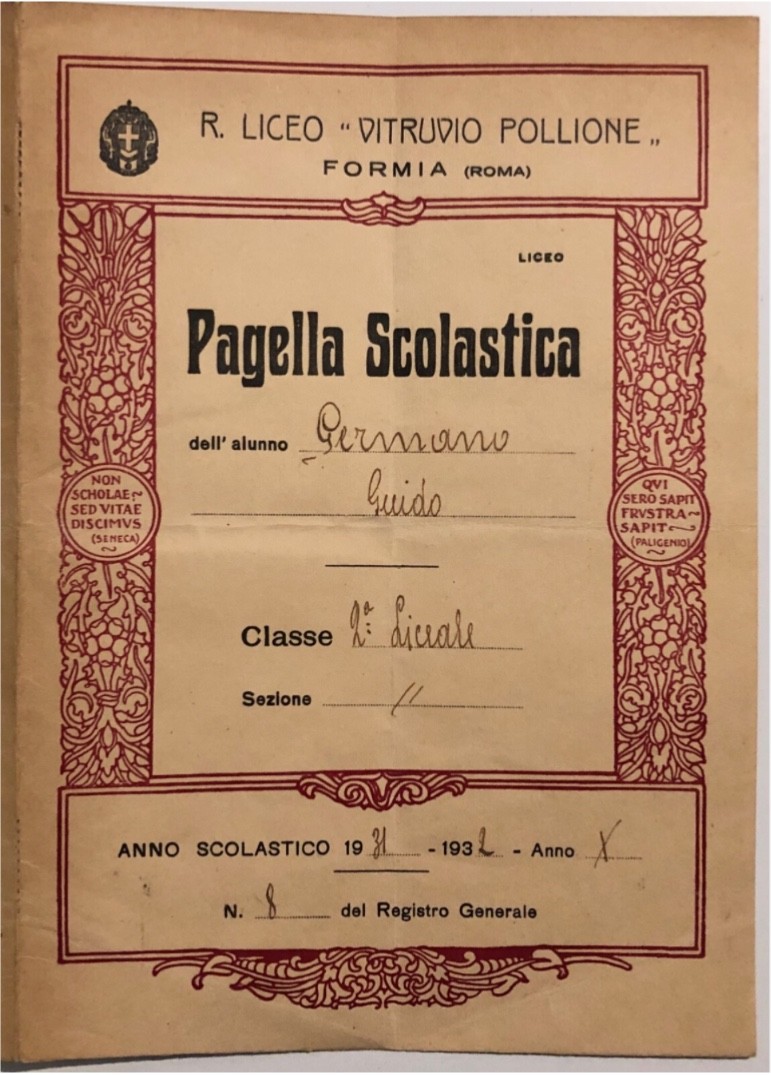 R. LICEO “ VITRUVIO POLLIONE „
FORMIA (ROMA)
LICEO
Pagella Scolastica
dell' alunno Germano
Guido
NON
SCHOLAE~
SED VITAE
DISCIMVS
(SENECA)
QVI
SERO SAPIT
FRVSTRA~
SAPIT~
(PALIGENIO)
Classe 2ª Liceale
Sezione //
ANNO SCOLASTICO 1931 - 1932 - Anno X
N. 8 del Registro Generale